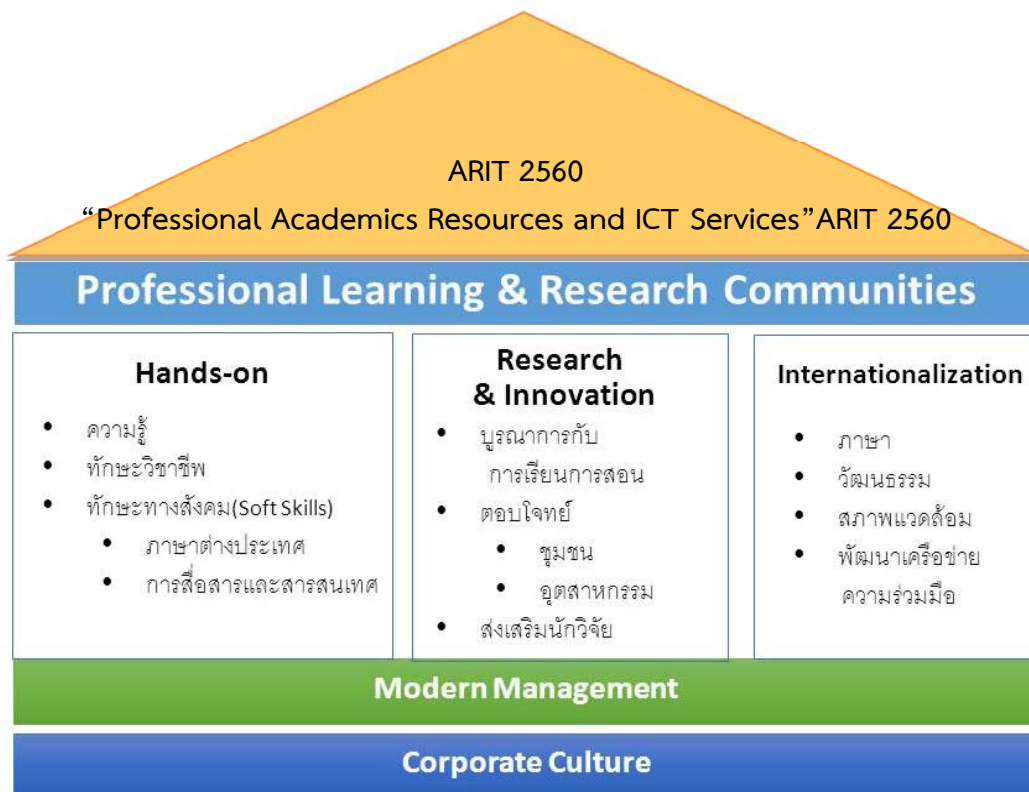 ARIT 2560
“Professional Academics Resources and ICT Services”ARIT 2560
Professional Learning & Research Communities
Hands-on
• ความรู้
• ทักษะวิชาชีพ
• ทักษะทางสังคม(Soft Skills)
• ภาษาต่างประเทศ
• การสื่อสารและสารสนเทศ
Research
& Innovation
• บูรณาการกับ
การเรียนการสอน
• ตอบโจทย์
• ชุมชน
• อุตสาหกรรม
• ส่งเสริมนักวิจัย
Internationalization
• ภาษา
• วัฒนธรรม
• สภาพแวดล้อม
• พัฒนาเครือข่าย
ความร่วมมือ
Modern Management
Corporate Culture